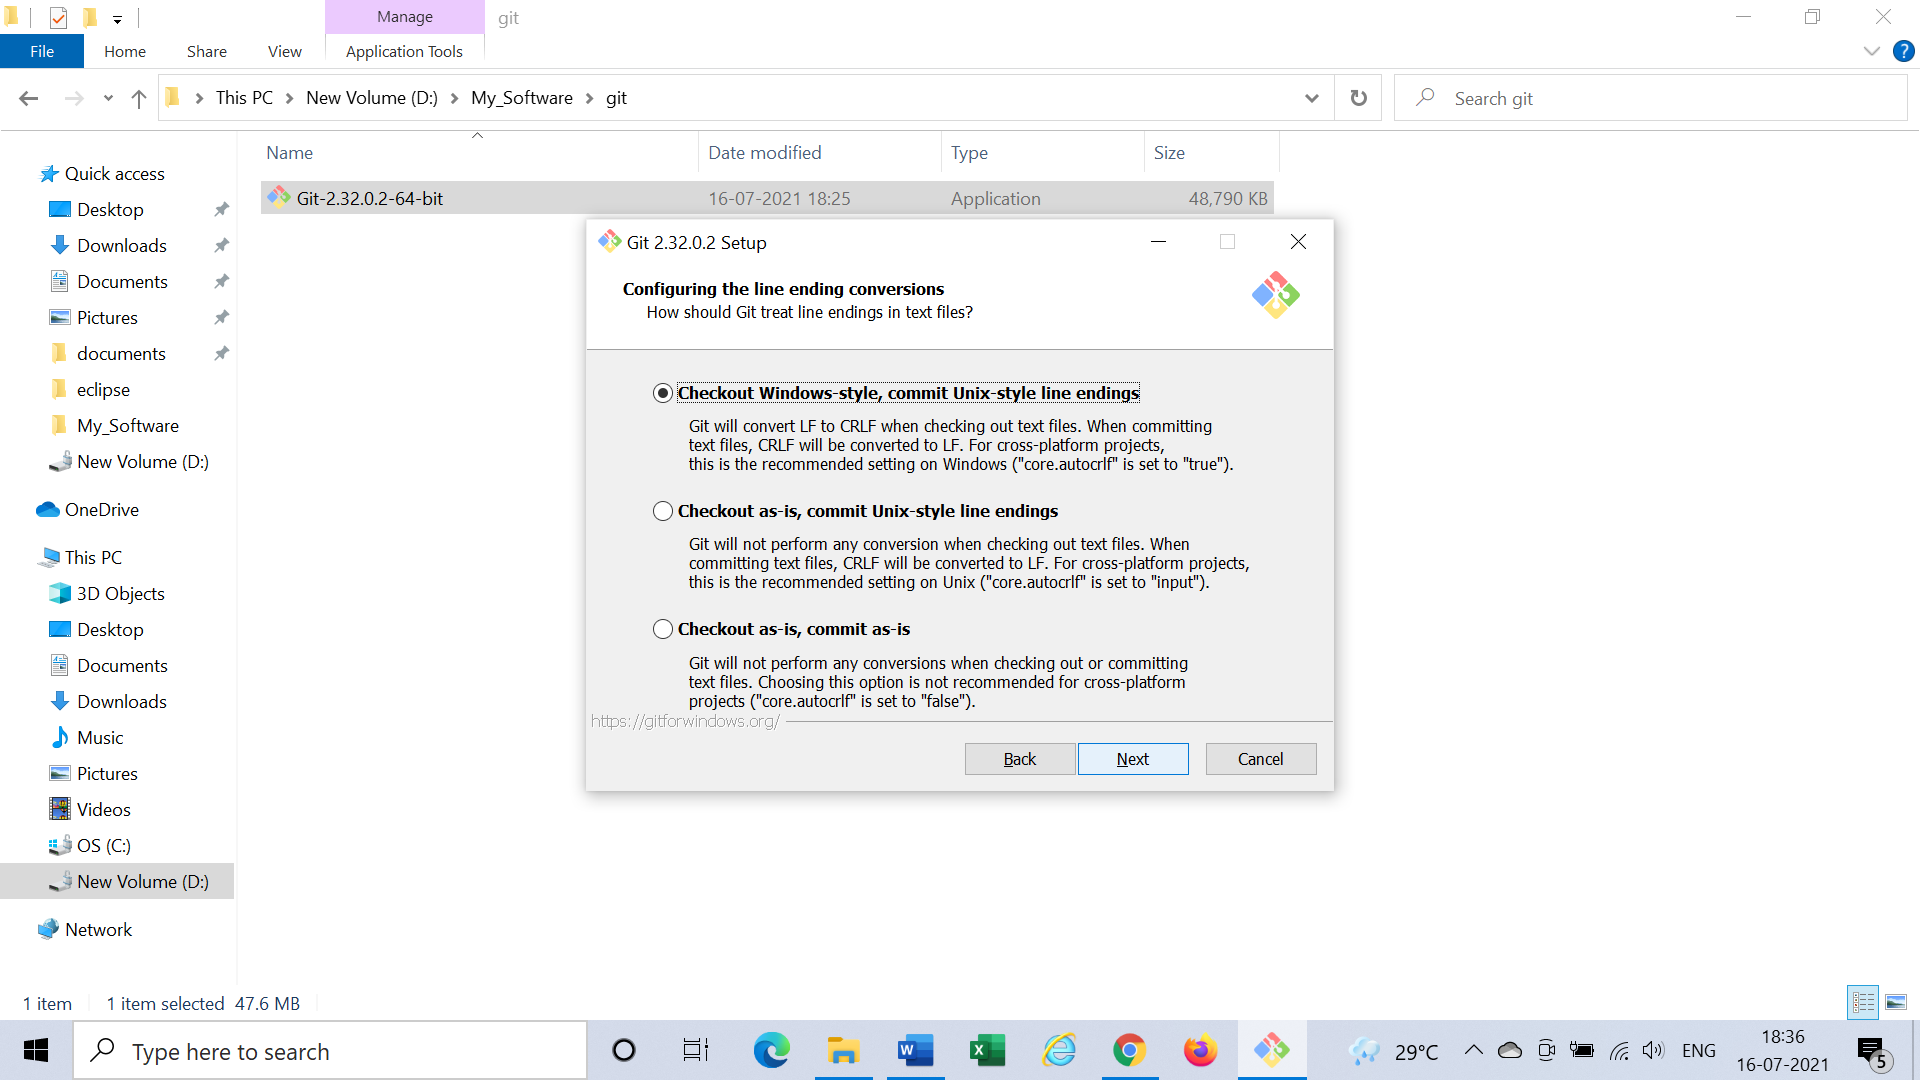 Manage
git
File
Home
Share
View
Application Tools
This PC
New Volume (D:)
My_Software
git
Search git
Name
Date modified
Type
Size
Git-2.32.0.2-64-bit
16-07-2021 18:25
Application
48,790 KB
Quick access
Desktop
Downloads
Documents
Pictures
documents
eclipse
My_Software
New Volume (D:)
OneDrive
This PC
3D Objects
Desktop
Documents
Downloads
Music
Pictures
Videos
OS (C:)
New Volume (D:)
Network
Git 2.32.0.2 Setup
Configuring the line ending conversions
How should Git treat line endings in text files?
Checkout Windows-style, commit Unix-style line endings
Git will convert LF to CRLF when checking out text files. When committing
text files, CRLF will be converted to LF. For cross-platform projects,
this is the recommended setting on Windows ("core.autocrlf" is set to "true").
Checkout as-is, commit Unix-style line endings
Git will not perform any conversion when checking out text files. When
committing text files, CRLF will be converted to LF. For cross-platform projects,
this is the recommended setting on Unix ("core.autocrlf" is set to "input").
Checkout as-is, commit as-is
Git will not perform any conversions when checking out or committing
text files. Choosing this option is not recommended for cross-platform
projects ("core.autocrlf" is set to "false").
https://gitforwindows.org/
Back
Next
Cancel
1 item
1 item selected 47.6 MB
Type here to search
29°C
ENG
18:36
16-07-2021
5